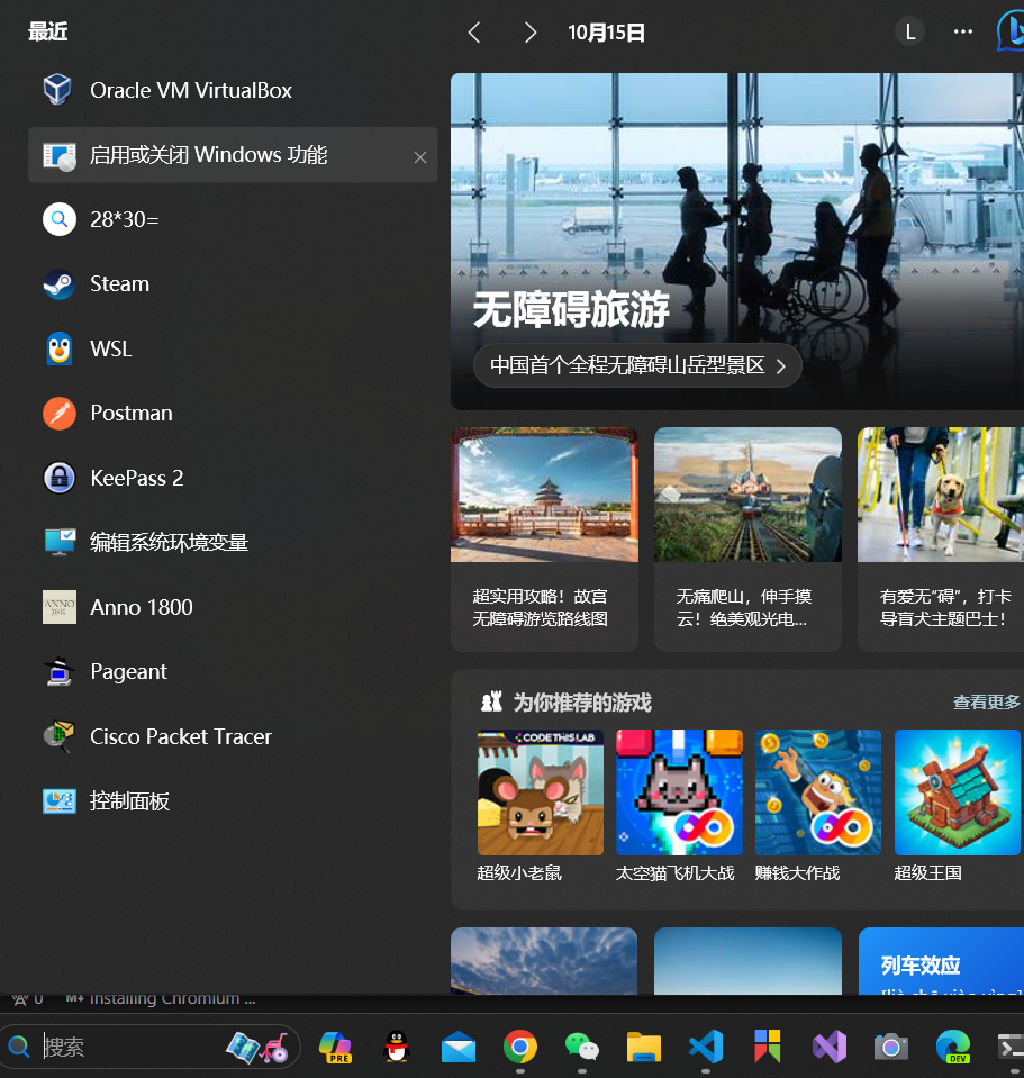 最近
Oracle VM VirtualBox
启用或关闭 Windows 功能
28*30=
Steam
WSL
Postman
KeePass 2
编辑系统环境变量
ANNO
1800
Anno 1800
Pageant
Cisco Packet Tracer
控制面板
10月15日
L
无障碍旅游
中国首个全程无障碍山岳型景区
超实用攻略！故宫
无障碍游览路线图
无痛爬山，伸手摸
云！绝美观光电...
有爱无“碍”，打卡
导盲犬主题巴士！
为你推荐的游戏
查看更多
CODETHISLAB
超级小老鼠
太空猫飞机大战
赚钱大作战
超级王国
列车效应
0
M+ Installing Chromium ...
搜索
PRE
DEV